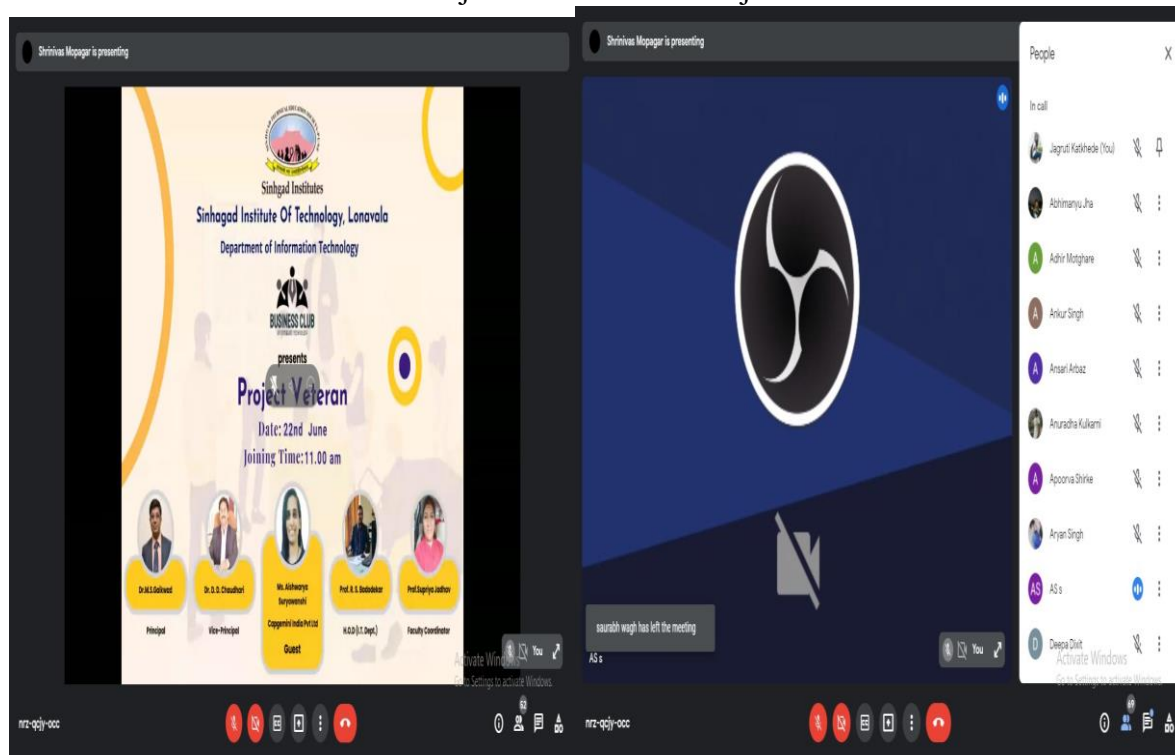 Shrinivas Mopagar is presenting
Sinhgad Institutes
Sinhagad Institute Of Technology, Lonavala
Department of Information Technology
BUSINESS CLUB
presents
Project Veteran
Date: 22nd June
Joining Time:11.00 am
Dr.M.S.Gaikwad
Principal
Dr. D. D. Chaudhari
Vice-Principal
Ms. Aishwarya
Suryawanshi
Capgemini India Pvt Ltd
Guest
Prof. R. S. Badodekar
H.O.D (I.T. Dept.)
Prof.Supriya Jadhav
Faculty Coordinator
You
Activate Windows
Go to Settings to activate Windows.
nrz-qcjy-occ
62
Shrinivas Mopagar is presenting
saurabh wagh has left the meeting
AS s
You
nrz-qcjy-occ
People
In call
Jagruti Katkhede (You)
Abhimanyu Jha
A Adhir Motghare
A Ankur Singh
A Ansari Arbaz
Anuradha Kulkarni
A Apoorva Shirke
Aryan Singh
AS AS s
D Deepa Dixit
Activate Windows
Go to Settings to activate Windows.
69